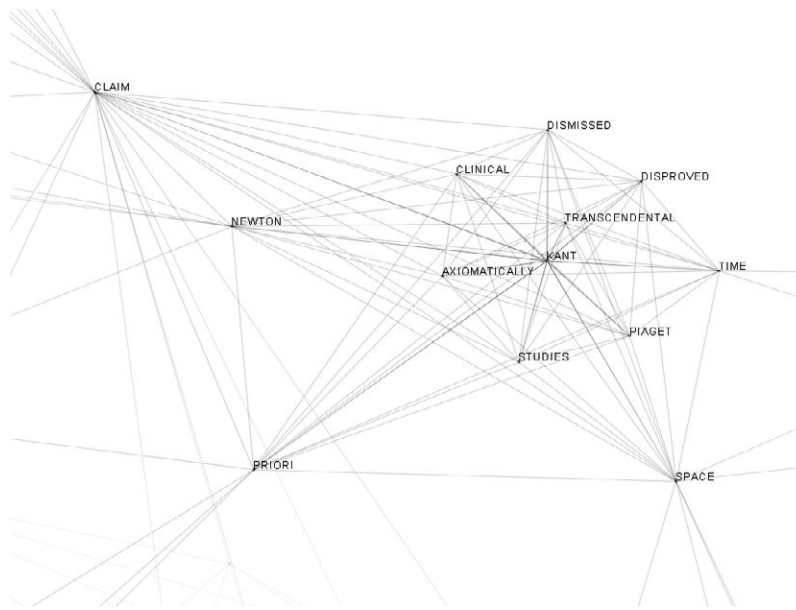 CLAIM
DISMISSED
CLINICAL
DISPROVED
NEWTON
TRANSCENDENTAL
KANT
AXIOMATICALLY
TIME
PIAGET
STUDIES
PRIORI
SPACE